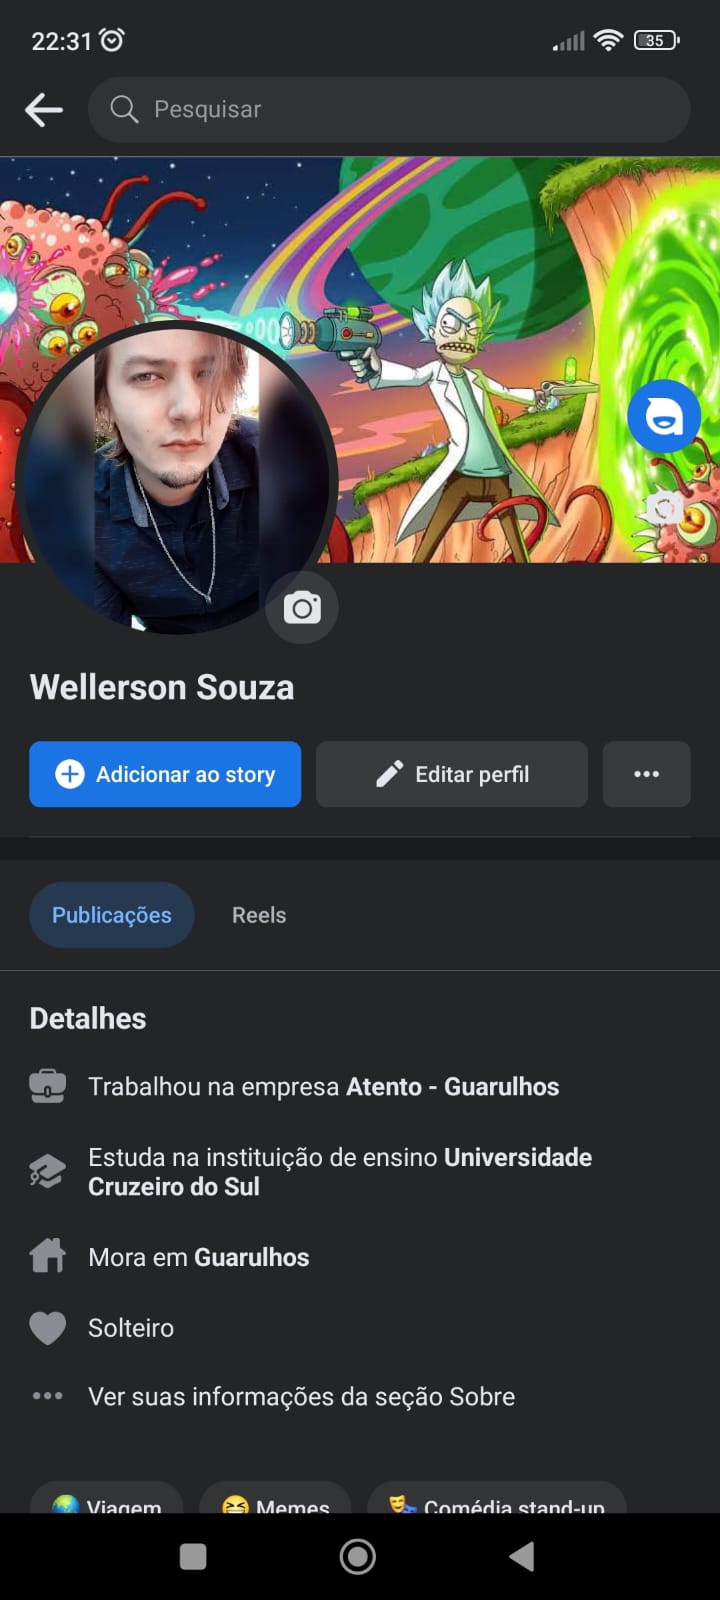 22:31
35
Pesquisar
Wellerson Souza
Adicionar ao story
Editar perfil
Publicações
Reels
Detalhes
Trabalhou na empresa Atento - Guarulhos
Estuda na instituição de ensino Universidade
Cruzeiro do Sul
Mora em Guarulhos
Solteiro
Ver suas informações da seção Sobre
Viagem
Memes
Comédia stand-up